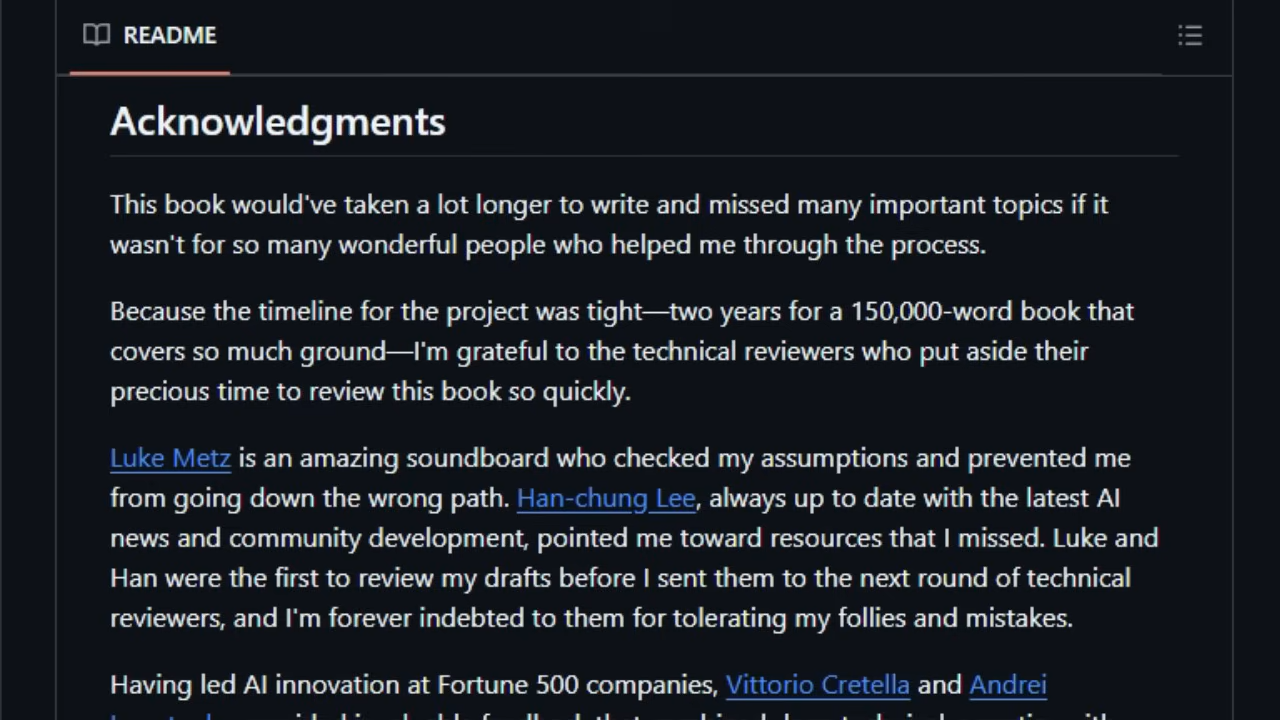 README
Acknowledgments
This book would've taken a lot longer to write and missed many important topics if it
wasn't for so many wonderful people who helped me through the process.
Because the timeline for the project was tight—two years for a 150,000-word book that
covers so much ground—I'm grateful to the technical reviewers who put aside their
precious time to review this book so quickly.
Luke Metz is an amazing soundboard who checked my assumptions and prevented me
from going down the wrong path. Han-chung Lee, always up to date with the latest AI
news and community development, pointed me toward resources that I missed. Luke and
Han were the first to review my drafts before I sent them to the next round of technical
reviewers, and I'm forever indebted to them for tolerating my follies and mistakes.
Having led AI innovation at Fortune 500 companies, Vittorio Cretella and Andrei